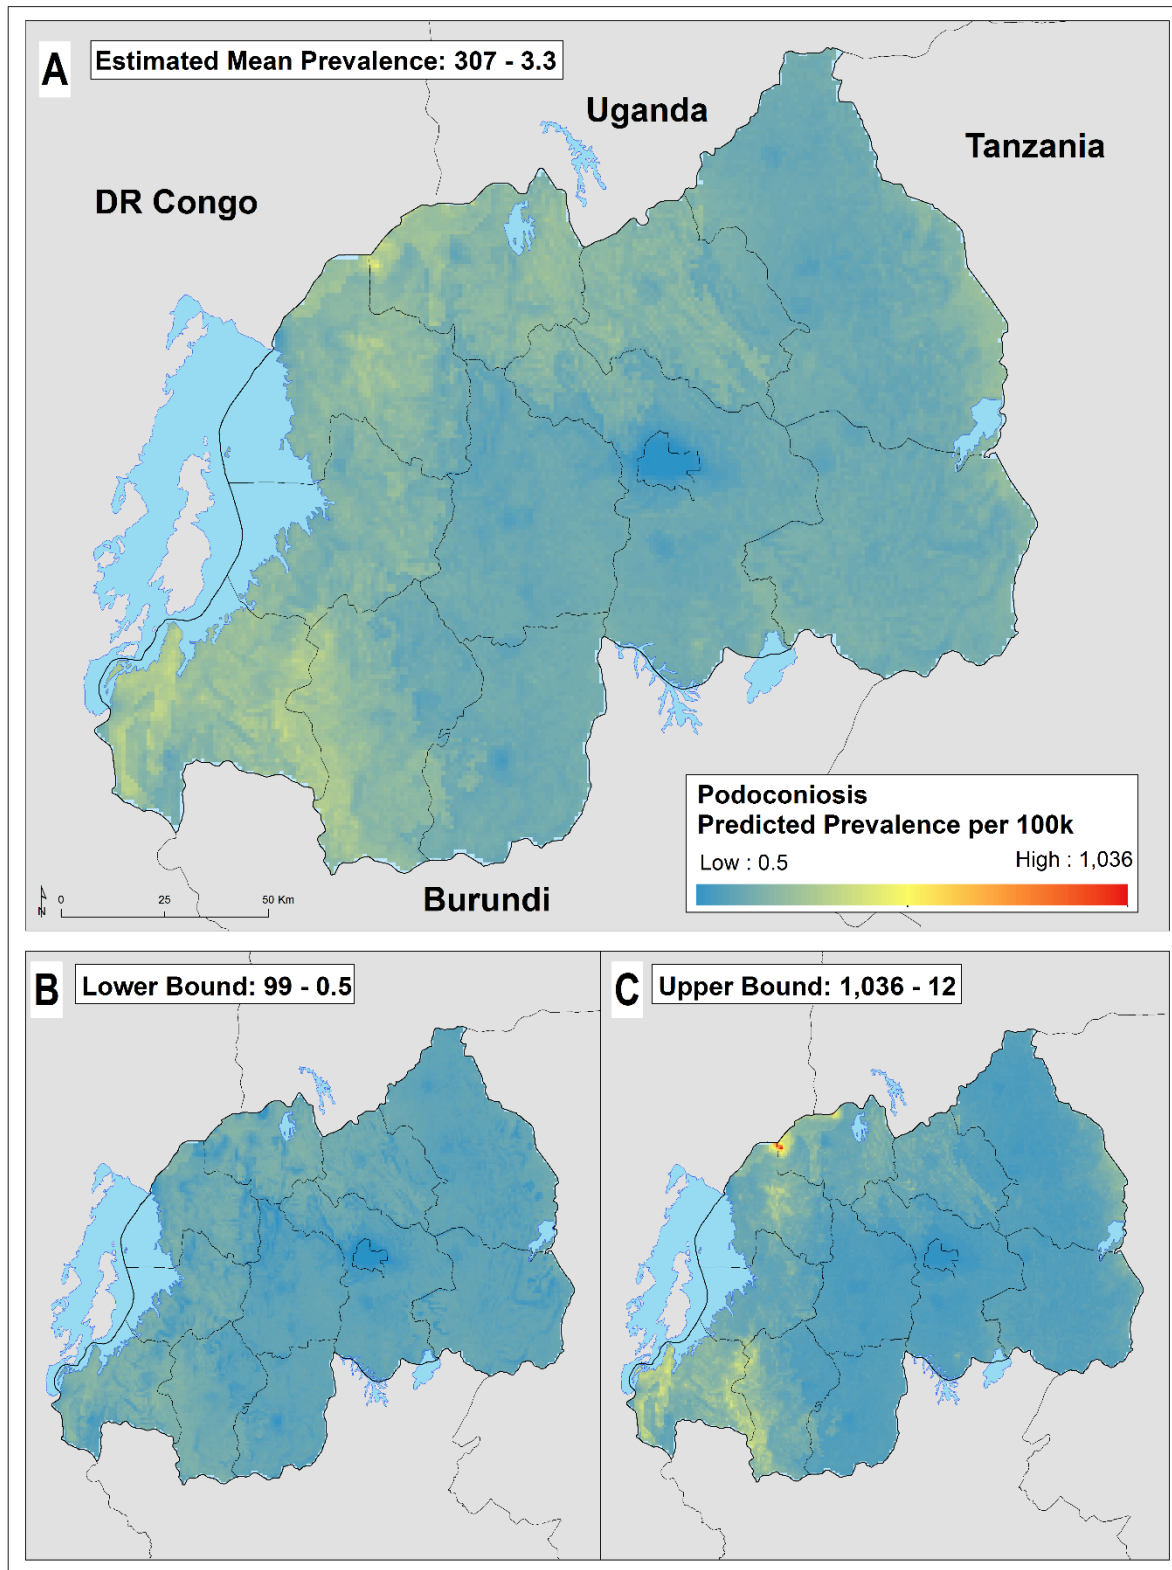 A
Estimated Mean Prevalence: 307 - 3.3
Uganda
Tanzania
DR Congo
Burundi
Podoconiosis
Predicted Prevalence per 100k
Low : 0.5
High : 1,036
N
0 25 50 Km
B
Lower Bound: 99 - 0.5
C
Upper Bound: 1,036 - 12